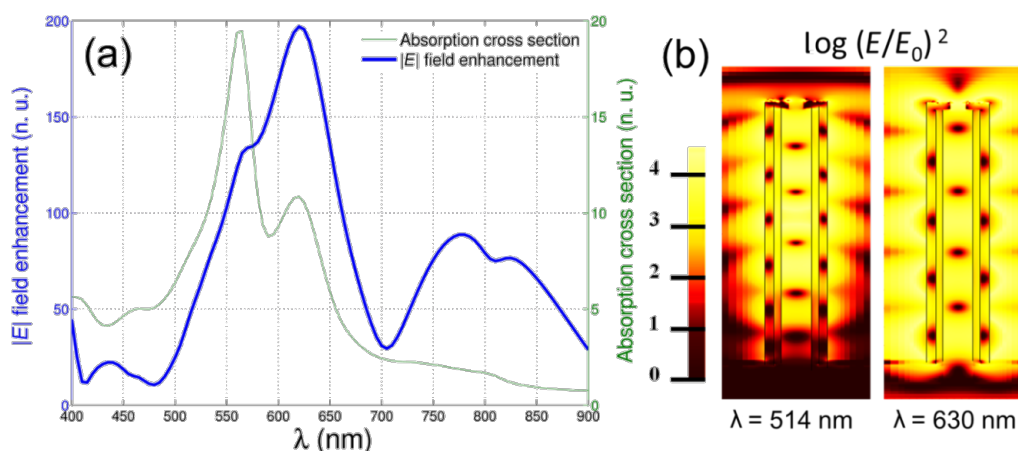 (a)
Absorption cross section
|E| field enhancement
|E| field enhancement (n. u.)
200
150
100
50
0
400 450 500 550 600 650 700 750 800 850 900
λ (nm)
20
15
10
5
0
Absorption cross section (n. u.)
(b)
log (E/E₀)²
4
3
2
1
0
λ = 514 nm
λ = 630 nm